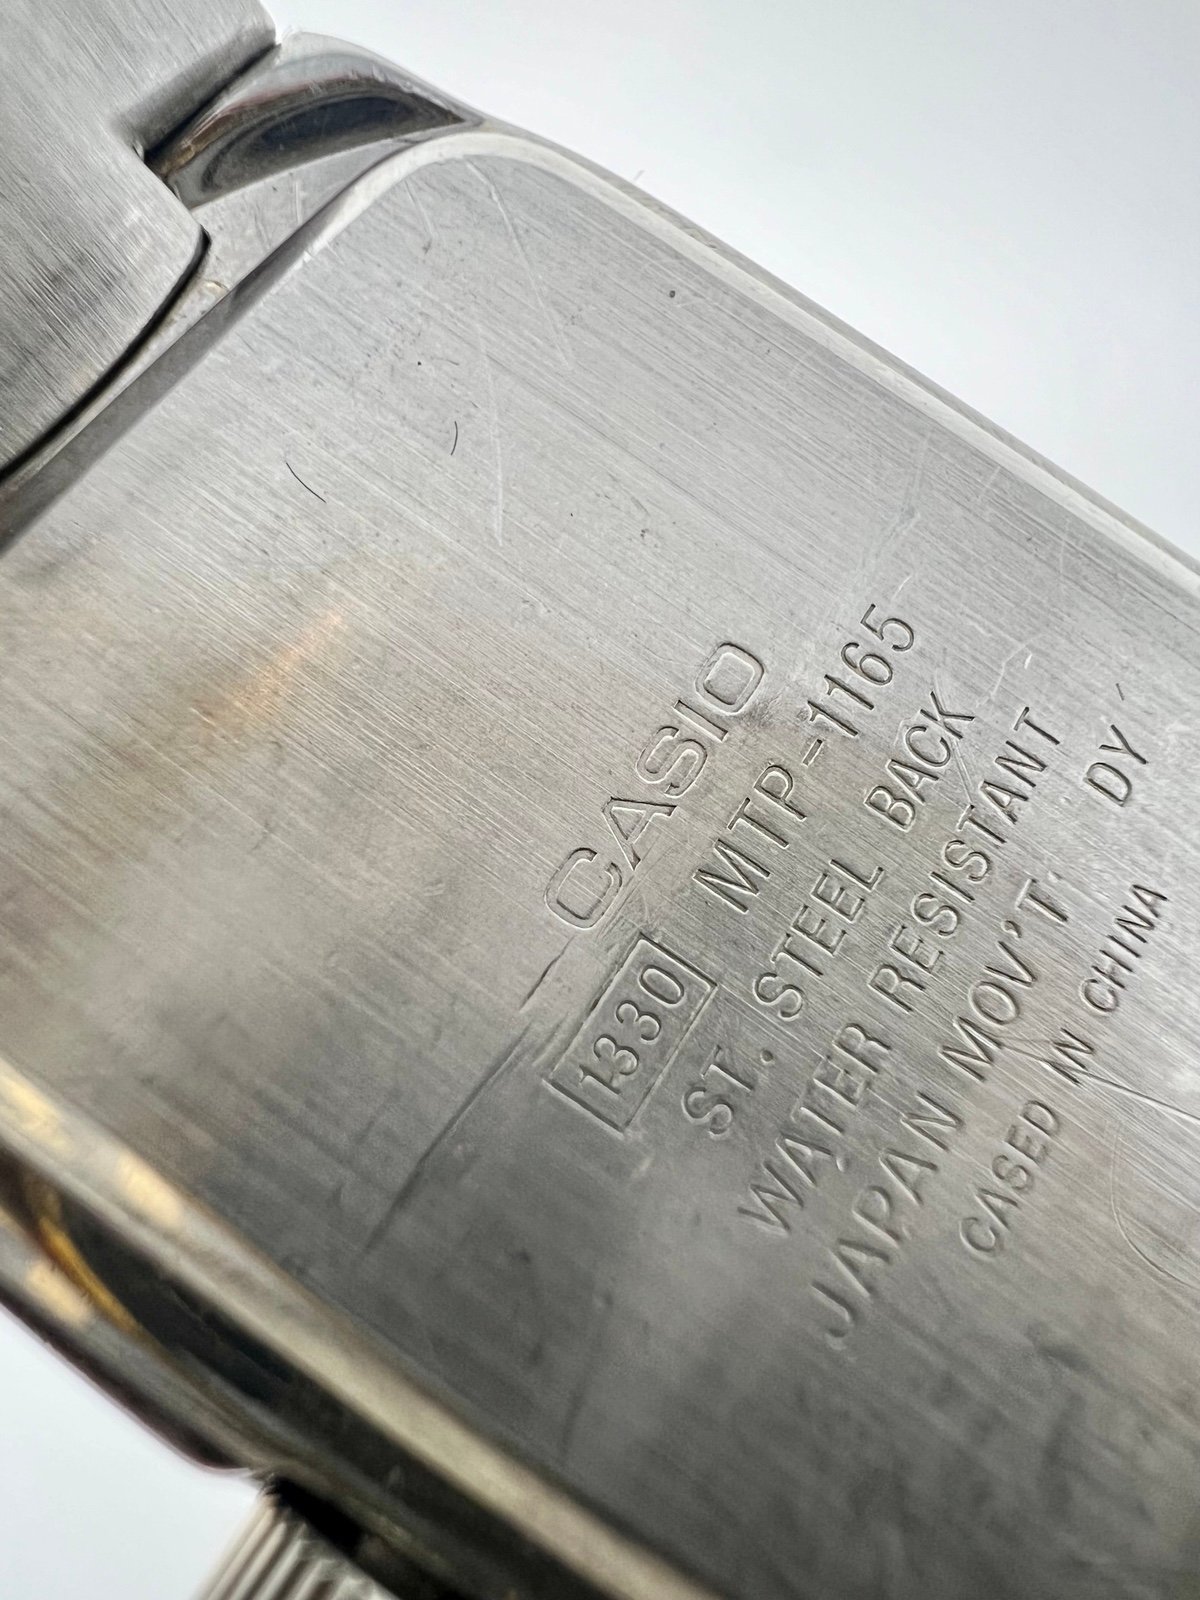 CASIO
1330 MTP-1165
ST. STEEL BACK
WATER RESISTANT
JAPAN MOV'T DY
CASED IN CHINA